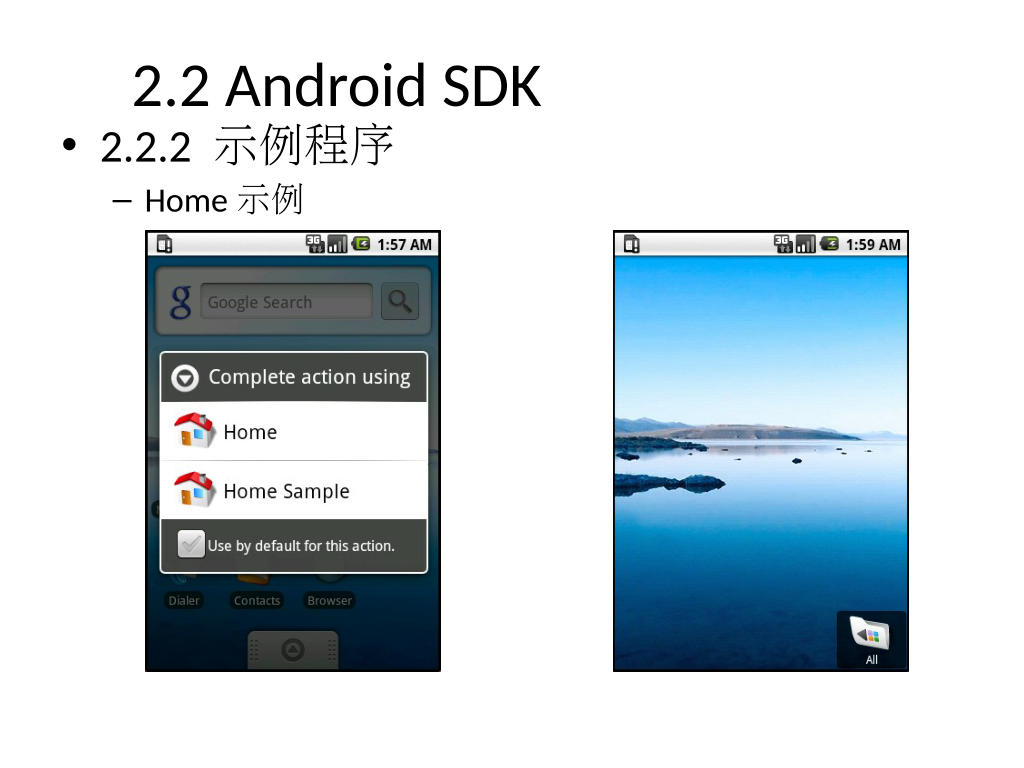 2.2 Android SDK
• 2.2.2 示例程序
– Home 示例
3G 1:57 AM
g Google Search
Complete action using
Home
Home Sample
Use by default for this action.
Dialer Contacts Browser
3G 1:59 AM
All